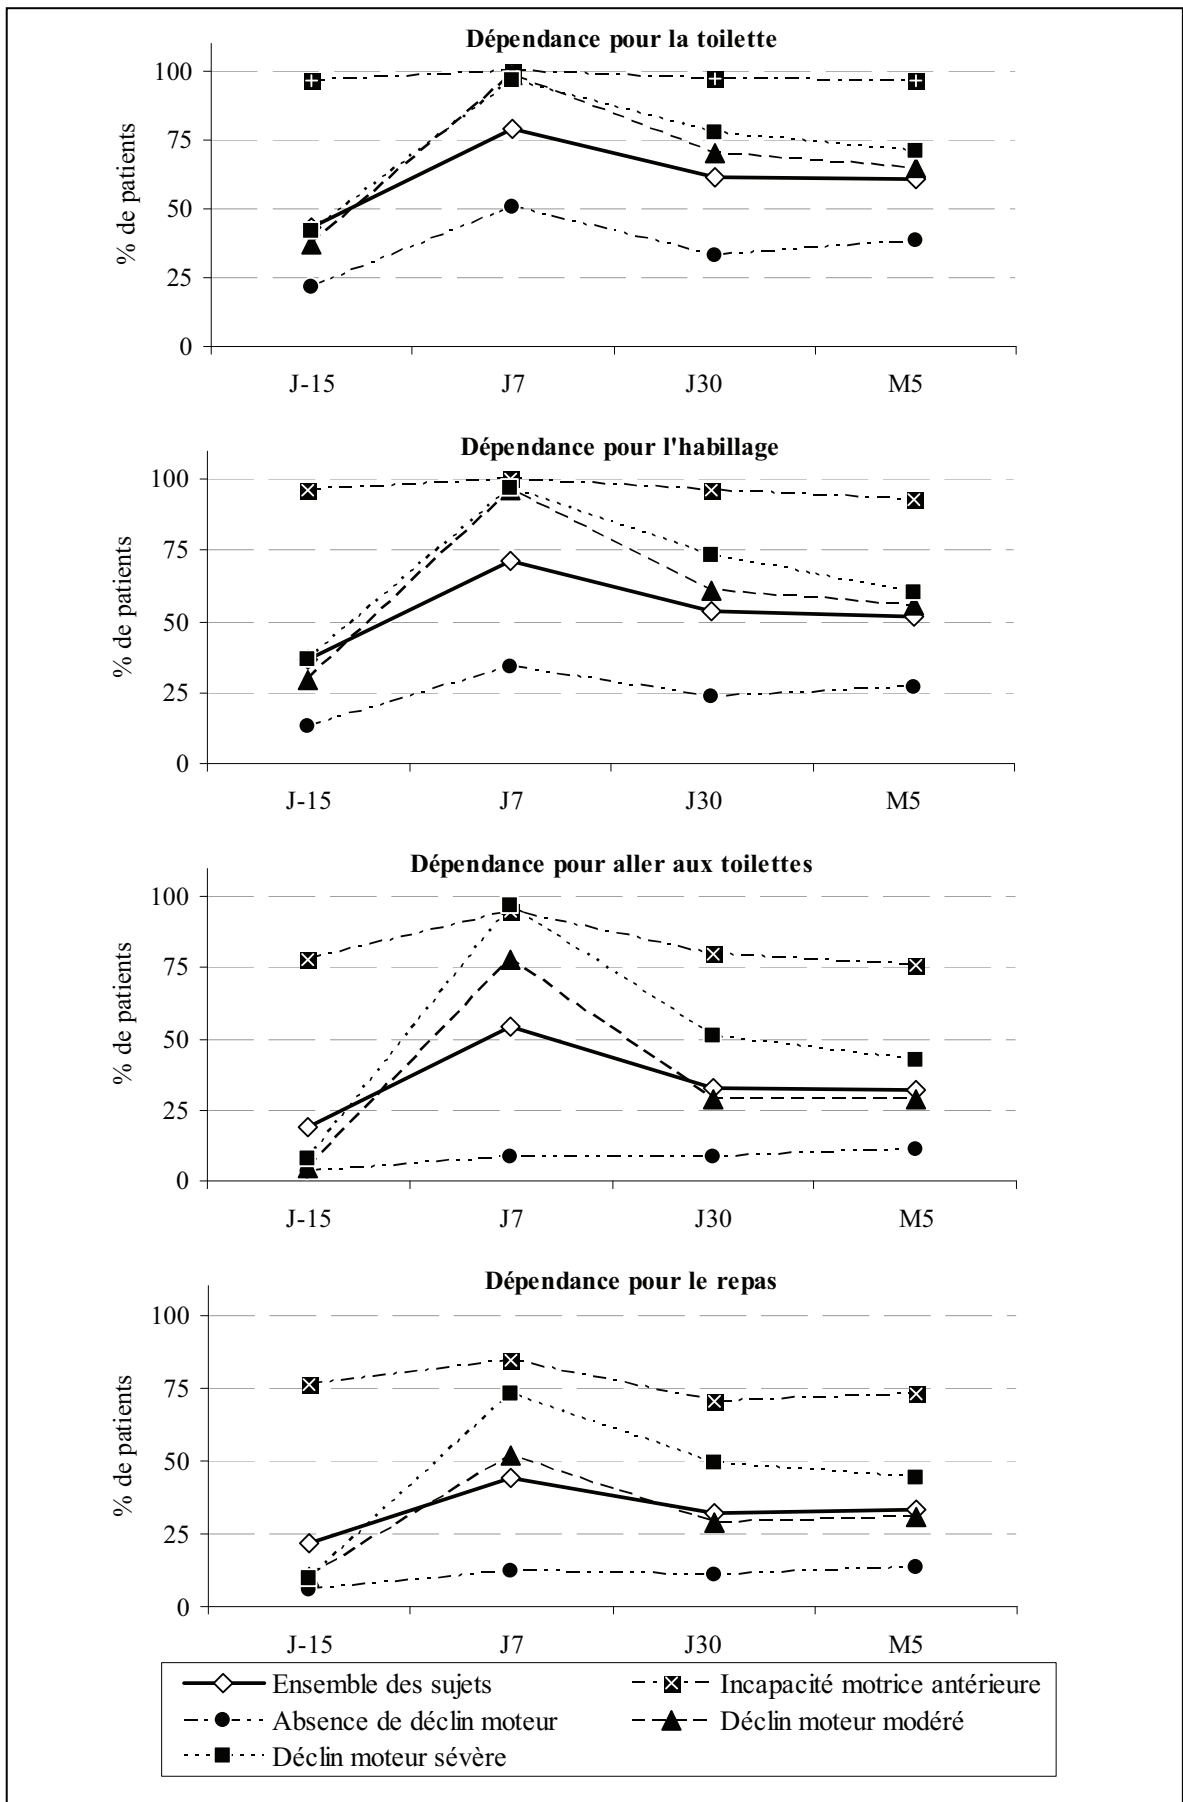 Dépendance pour la toilette
100
75
50
25
0
% de patients
J-15 J7 J30 M5
Dépendance pour l'habillage
100
75
50
25
0
% de patients
J-15 J7 J30 M5
Dépendance pour aller aux toilettes
100
75
50
25
0
% de patients
J-15 J7 J30 M5
Dépendance pour le repas
100
75
50
25
0
% de patients
J-15 J7 J30 M5
Ensemble des sujets
Incapacité motrice antérieure
Absence de déclin moteur
Déclin moteur modéré
Déclin moteur sévère